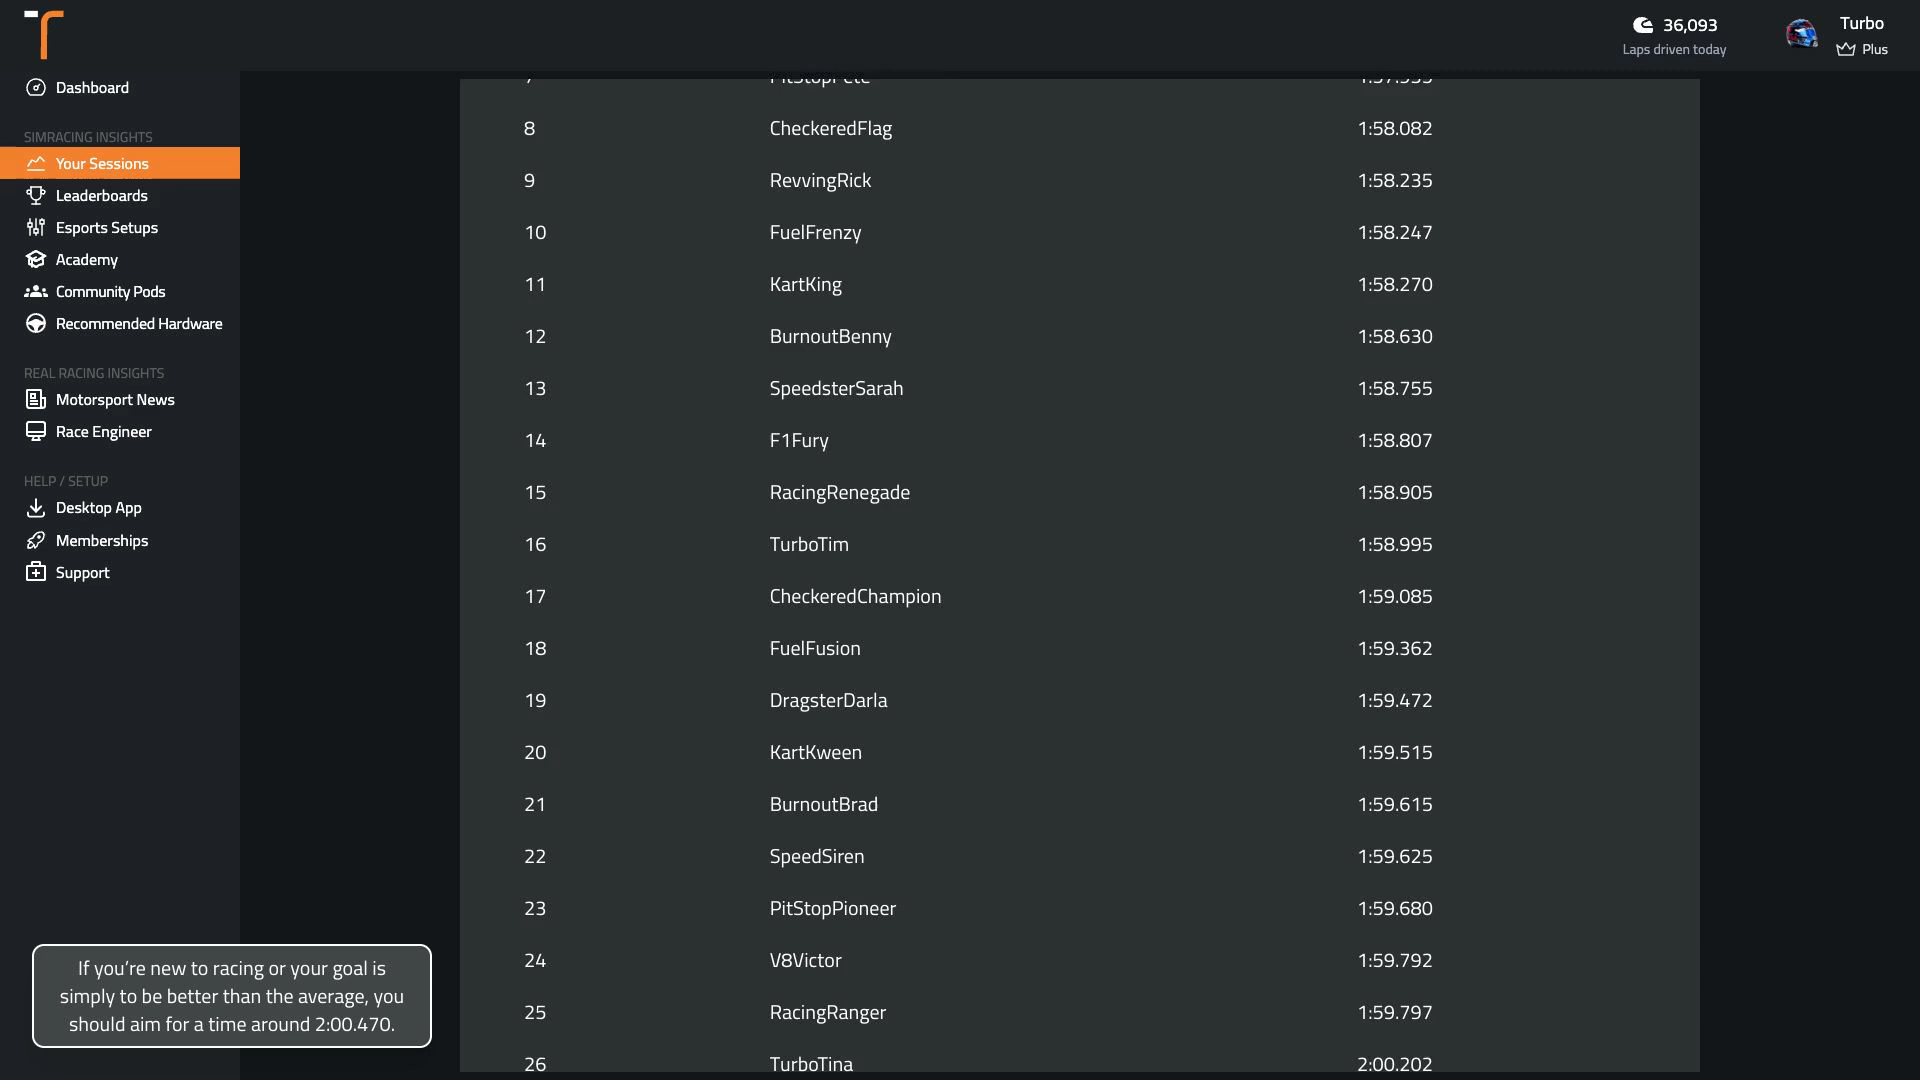 36,093
Laps driven today
Turbo
Plus
Dashboard
SIMRACING INSIGHTS
Your Sessions
Leaderboards
Esports Setups
Academy
Community Pods
Recommended Hardware
REAL RACING INSIGHTS
Motorsport News
Race Engineer
HELP / SETUP
Desktop App
Memberships
Support
7 PitStopPete 1:57.955
8 CheckeredFlag 1:58.082
9 RevvingRick 1:58.235
10 FuelFrenzy 1:58.247
11 KartKing 1:58.270
12 BurnoutBenny 1:58.630
13 SpeedsterSarah 1:58.755
14 F1Fury 1:58.807
15 RacingRenegade 1:58.905
16 TurboTim 1:58.995
17 CheckeredChampion 1:59.085
18 FuelFusion 1:59.362
19 DragsterDarla 1:59.472
20 KartKween 1:59.515
21 BurnoutBrad 1:59.615
22 SpeedSiren 1:59.625
23 PitStopPioneer 1:59.680
24 V8Victor 1:59.792
25 RacingRanger 1:59.797
26 TurboTina 2:00.202
If you’re new to racing or your goal is
simply to be better than the average, you
should aim for a time around 2:00.470.